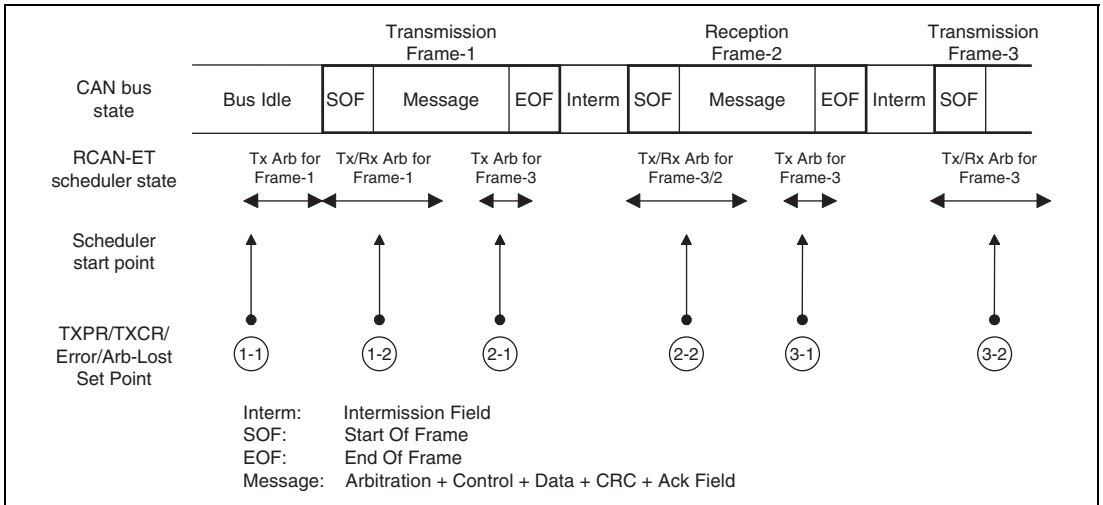 Transmission
Frame-1
Reception
Frame-2
Transmission
Frame-3
CAN bus
state
Bus Idle SOF Message EOF Interm SOF Message EOF Interm SOF
RCAN-ET
scheduler state
Tx Arb for
Frame-1
Tx/Rx Arb for
Frame-1
Tx Arb for
Frame-3
Tx/Rx Arb for
Frame-3/2
Tx Arb for
Frame-3
Tx/Rx Arb for
Frame-3
Scheduler
start point
TXPR/TXCR/
Error/Arb-Lost
Set Point
1-1 1-2 2-1 2-2 3-1 3-2
Interm: Intermission Field
SOF: Start Of Frame
EOF: End Of Frame
Message: Arbitration + Control + Data + CRC + Ack Field